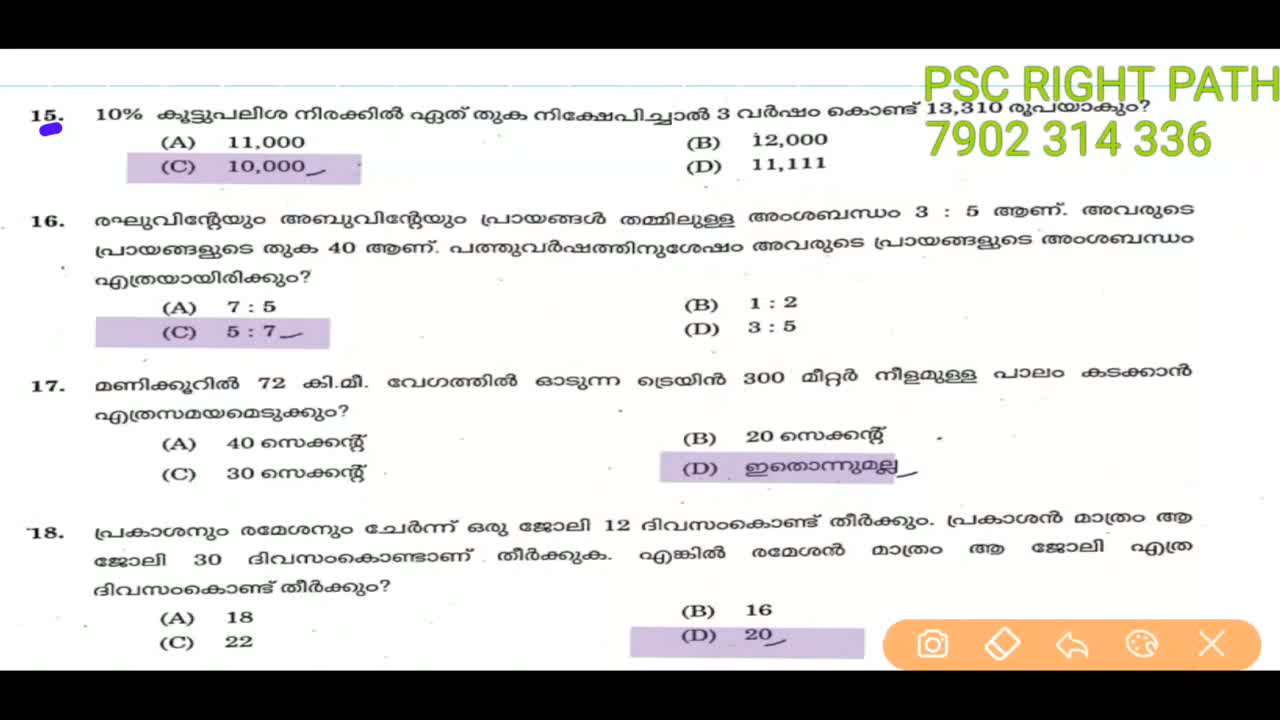 PSC RIGHT PATH
7902 314 336
15. 10% കൂട്ടുപലിശ നിരക്കിൽ ഏത് തുക നിക്ഷേപിച്ചാൽ 3 വർഷം കൊണ്ട് 13,310 രൂപയാകും?
(A) 11,000 (B) 12,000
(C) 10,000 (D) 11,111
16. രഘുവിന്റേയും അബുവിന്റേയും പ്രായങ്ങൾ തമ്മിലുള്ള അംശബന്ധം 3 : 5 ആണ്. അവരുടെ
പ്രായങ്ങളുടെ തുക 40 ആണ്. പത്തുവർഷത്തിനുശേഷം അവരുടെ പ്രായങ്ങളുടെ അംശബന്ധം
എത്രയായിരിക്കും?
(A) 7 : 5 (B) 1 : 2
(C) 5 : 7 (D) 3 : 5
17. മണിക്കൂറിൽ 72 കി.മീ. വേഗത്തിൽ ഓടുന്ന ട്രെയിൻ 300 മീറ്റർ നീളമുള്ള പാലം കടക്കാൻ
എത്രസമയമെടുക്കും?
(A) 40 സെക്കന്റ് (B) 20 സെക്കന്റ്
(C) 30 സെക്കന്റ് (D) ഇതൊന്നുമല്ല
18. പ്രകാശനും രമേശനും ചേർന്ന് ഒരു ജോലി 12 ദിവസംകൊണ്ട് തീർക്കും. പ്രകാശൻ മാത്രം ആ
ജോലി 30 ദിവസംകൊണ്ടാണ് തീർക്കുക. എങ്കിൽ രമേശൻ മാത്രം ആ ജോലി എത്ര
ദിവസംകൊണ്ട് തീർക്കും?
(A) 18 (B) 16
(C) 22 (D) 20